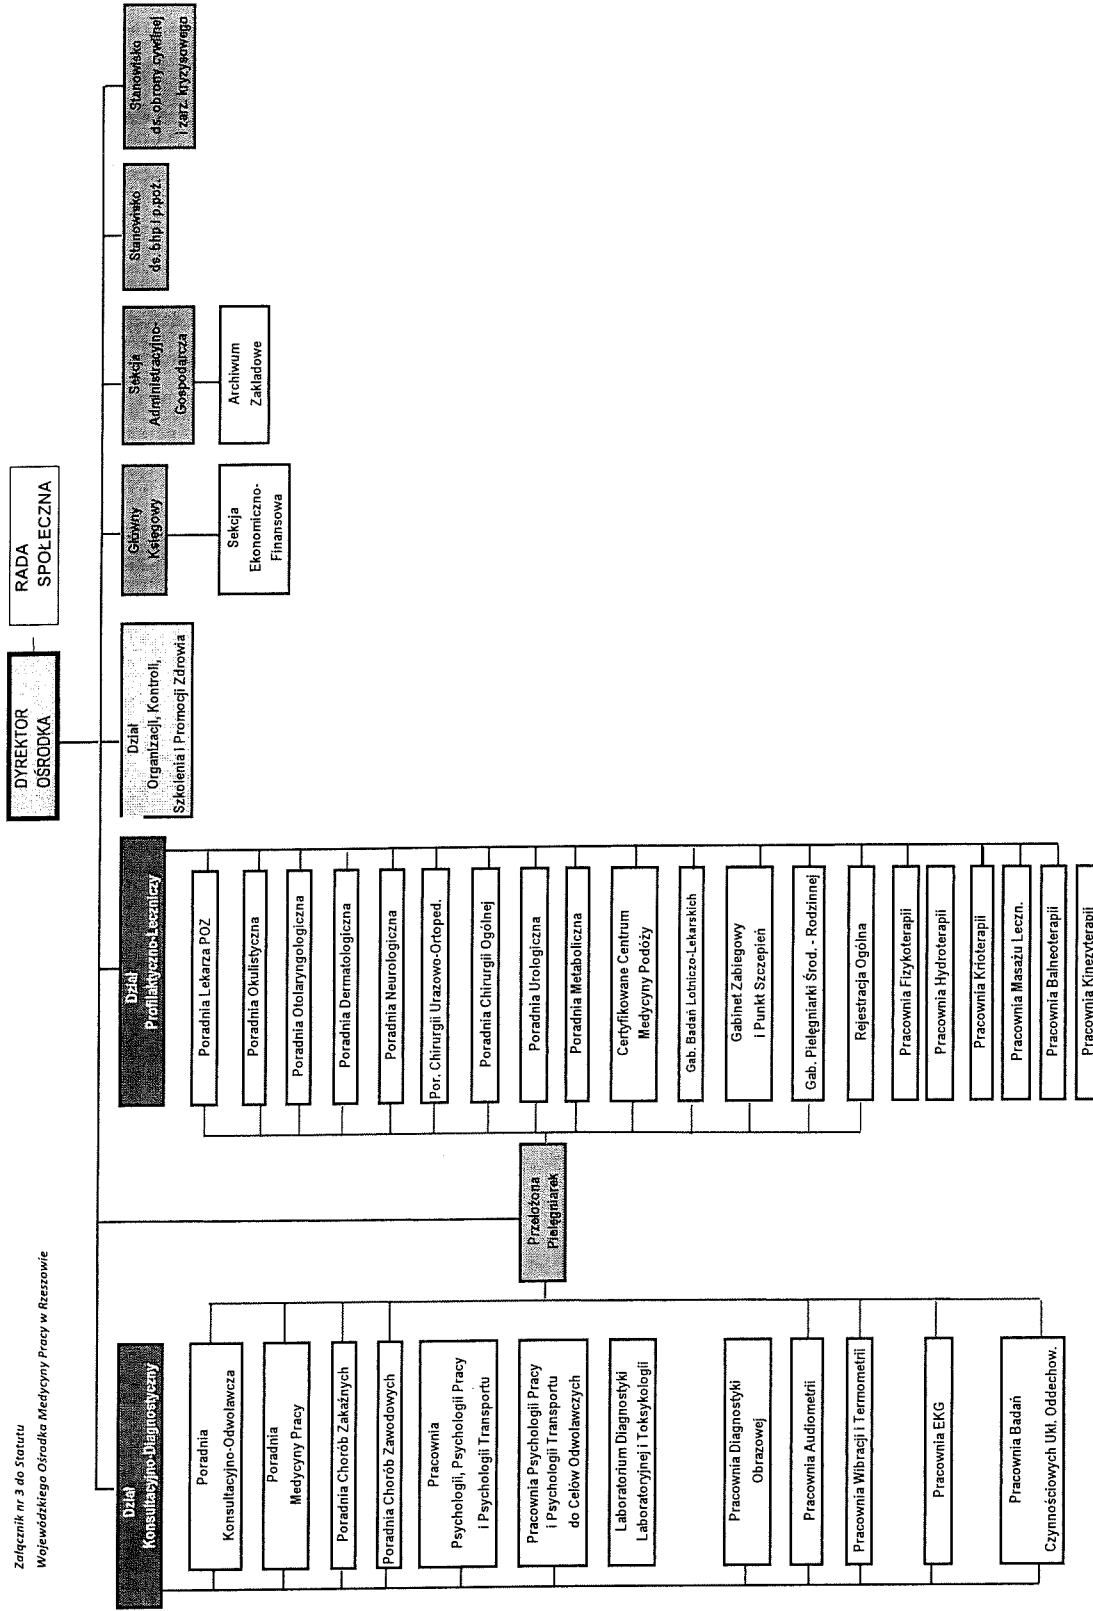 Załącznik nr 3 do Statutu
Wojewódzkiego Ośrodka Medycyny Pracy w Rzeszowie
DYREKTOR
OŚRODKA
RADA
SPOŁECZNA
Dział
Konsultacyjno-Diagnostyczny
Poradnia
Konsultacyjno-Odwoławcza
Poradnia
Medycyny Pracy
Poradnia Chorób Zakaźnych
Poradnia Chorób Zawodowych
Pracownia
Psychologii, Psychologii Pracy
i Psychologii Transportu
Pracownia Psychologii Pracy
i Psychologii Transportu
do Celów Odwoławczych
Laboratorium Diagnostyki
Laboratoryjnej i Toksykologii
Pracownia Diagnostyki
Obrazowej
Pracownia Audiometrii
Pracownia Wibracji i Termometrii
Pracownia EKG
Pracownia Badań
Czynnościowych Ukł. Oddechow.
Przełożona
Pielęgniarek
Dział
Profilaktyczno-Leczniczy
Poradnia Lekarza POZ
Poradnia Okulistyczna
Poradnia Otolaryngologiczna
Poradnia Dermatologiczna
Poradnia Neurologiczna
Por. Chirurgii Urazowo-Ortoped.
Poradnia Chirurgii Ogólnej
Poradnia Urologiczna
Poradnia Metaboliczna
Certyfikowane Centrum
Medycyny Podóży
Gab. Badań Lotniczo-Lekarskich
Gabinet Zabiegowy
i Punkt Szczepień
Gab. Pielęgniarki Środ. - Rodzinnej
Rejestracja Ogólna
Pracownia Fizykoterapii
Pracownia Hydroterapii
Pracownia Krioterapii
Pracownia Masażu Leczn.
Pracownia Balneoterapii
Pracownia Kinezyterapii
Dział
Organizacji, Kontroli,
Szkolenia i Promocji Zdrowia
Główny
Księgowy
Sekcja
Ekonomiczno-
Finansowa
Sekcja
Administracyjno-
Gospodarcza
Archiwum
Zakładowe
Stanowisko
ds. bhp i p.poż.
Stanowisko
ds. obrony cywilnej
i zarz. kryzysowego